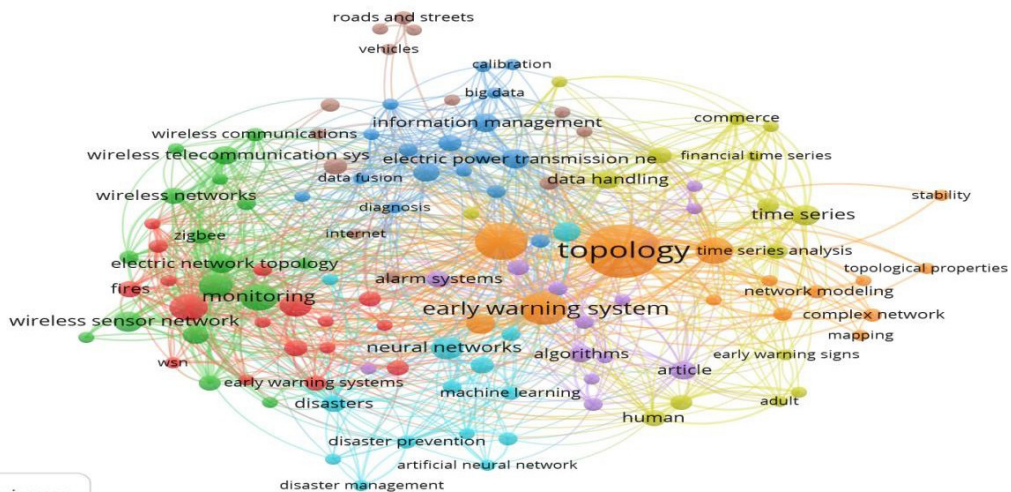 roads and streets
vehicles
calibration
big data
information management
commerce
wireless communications
wireless telecommunication sys
electric power transmission ne
financial time series
data fusion
data handling
wireless networks
stability
diagnosis
time series
zigbee
internet
topology
time series analysis
electric network topology
topological properties
alarm systems
fires
network modeling
monitoring
early warning system
complex network
wireless sensor network
mapping
neural networks
algorithms
early warning signs
wsn
article
early warning systems
machine learning
disasters
adult
human
disaster prevention
artificial neural network
disaster management